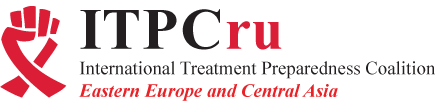 ITPCru
International Treatment Preparedness Coalition
Eastern Europe and Central Asia